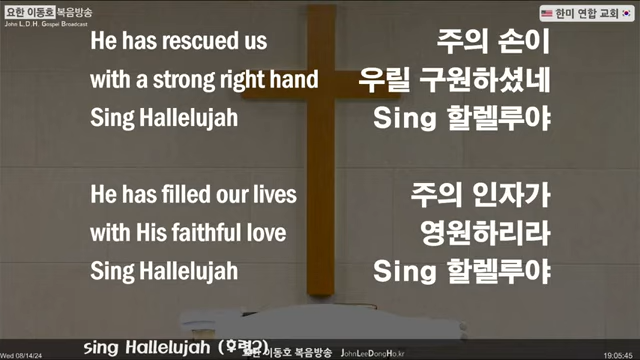 요한 이동호 복음방송
John L.D.H. Gospel Broadcast
한미 연합 교회
He has rescued us
with a strong right hand
Sing Hallelujah
주의 손이
우릴 구원하셨네
Sing 할렐루야
He has filled our lives
with His faithful love
Sing Hallelujah
주의 인자가
영원하리라
Sing 할렐루야
Sing Hallelujah (후렴2)
요한 이동호 복음방송 JohnLeeDongHo.kr
Wed 08/14/24
19:05:45